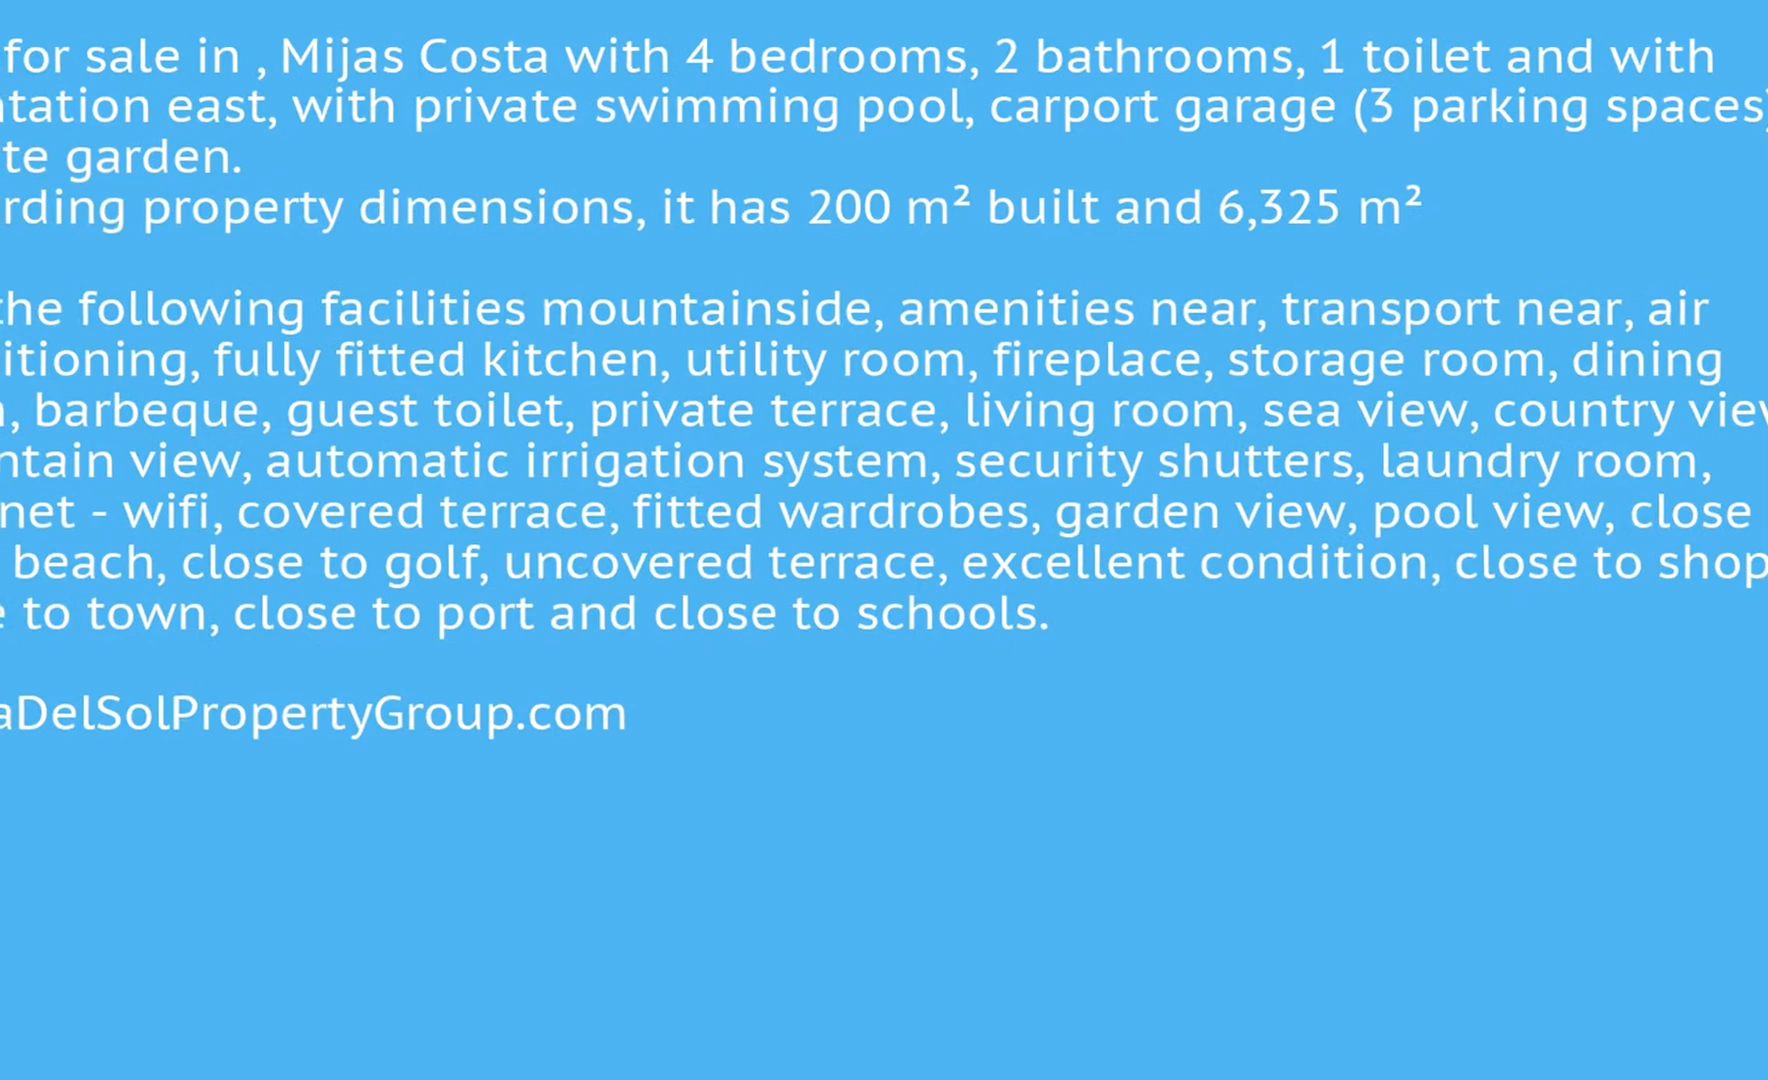 for sale in , Mijas Costa with 4 bedrooms, 2 bathrooms, 1 toilet and with
tation east, with private swimming pool, carport garage (3 parking spaces)
te garden.
rding property dimensions, it has 200 m² built and 6,325 m²
the following facilities mountainside, amenities near, transport near, air
itioning, fully fitted kitchen, utility room, fireplace, storage room, dining
, barbeque, guest toilet, private terrace, living room, sea view, country view
ntain view, automatic irrigation system, security shutters, laundry room,
net - wifi, covered terrace, fitted wardrobes, garden view, pool view, close
beach, close to golf, uncovered terrace, excellent condition, close to shop
e to town, close to port and close to schools.
aDelSolPropertyGroup.com